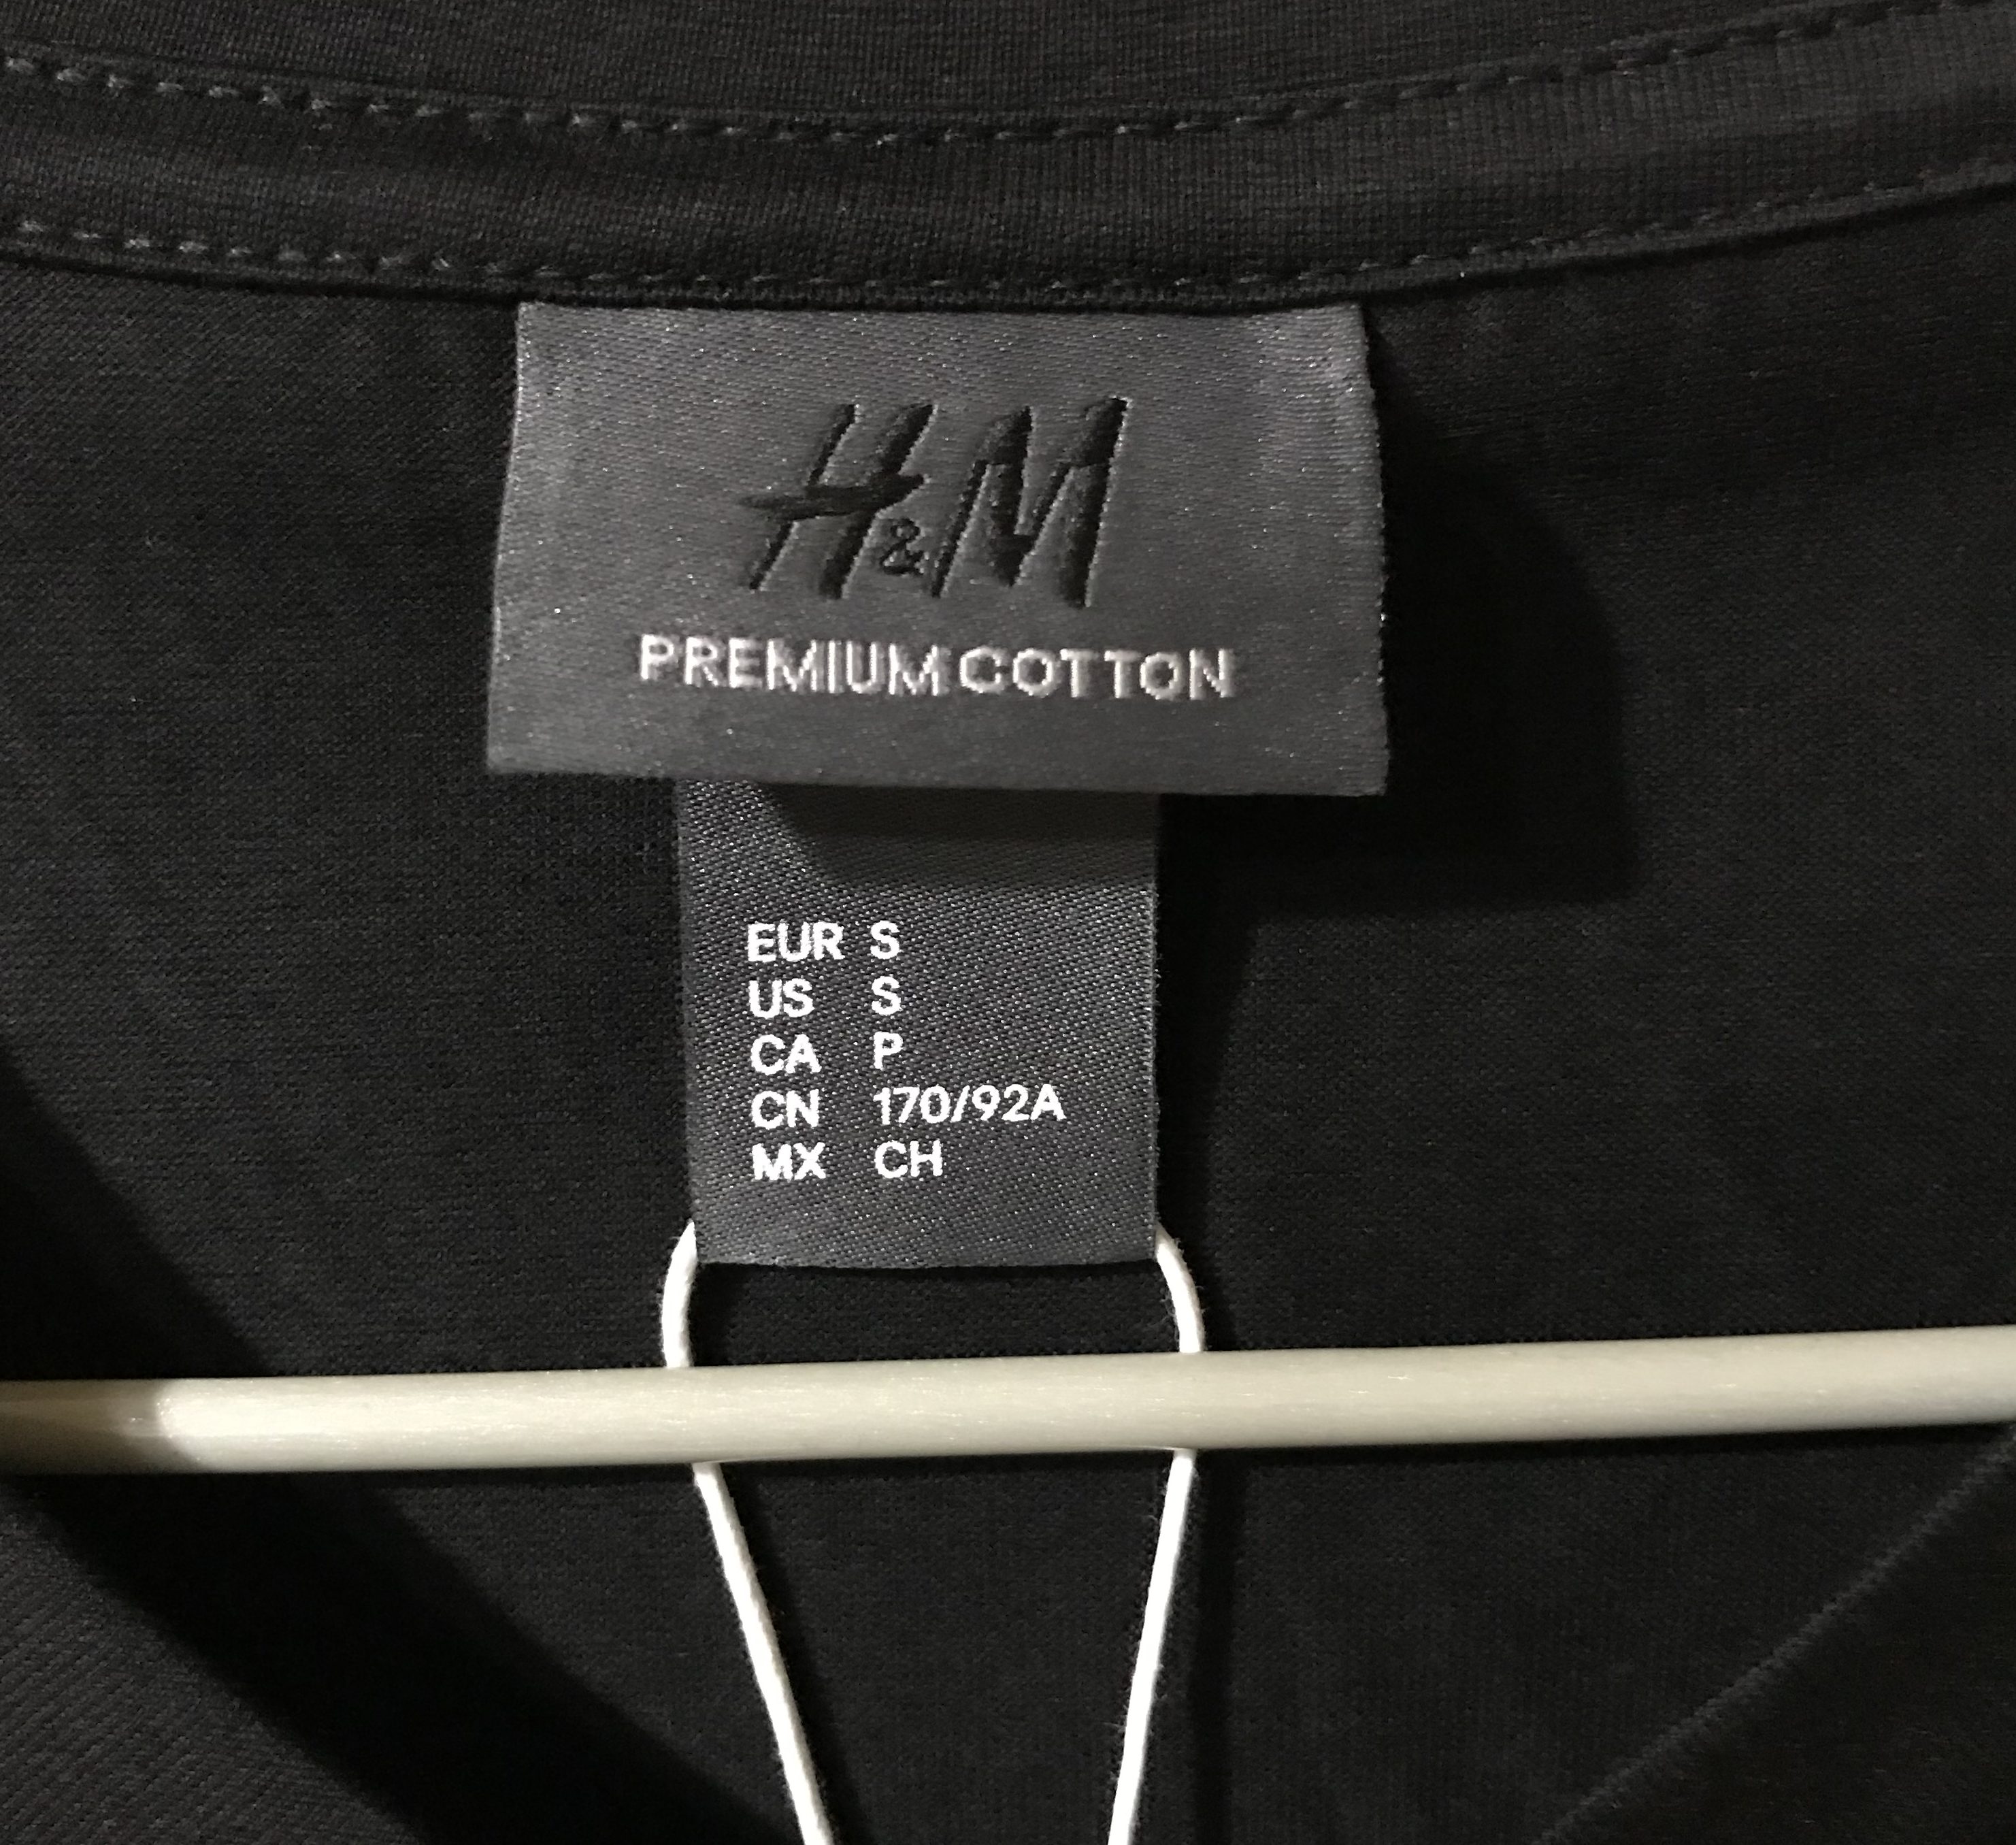 H&M
PREMIUM COTTON
EUR S
US S
CA P
CN 170/92A
MX CH